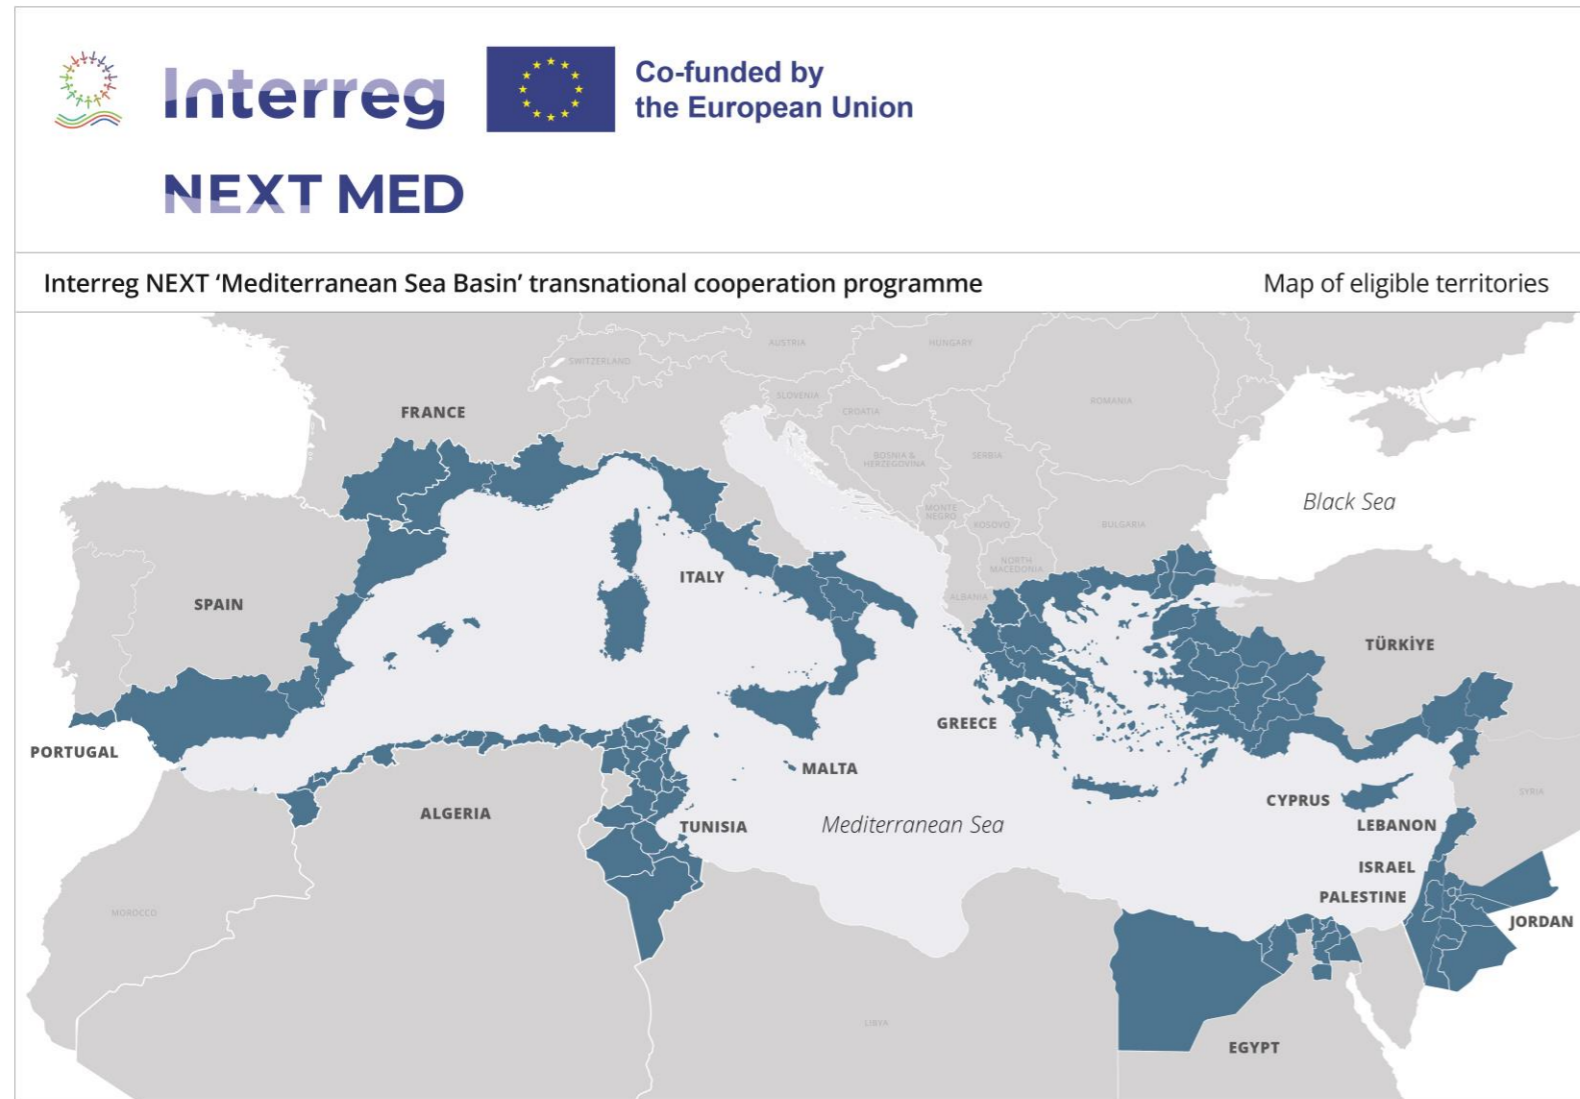 Interreg
Co-funded by
the European Union
NEXT MED
Interreg NEXT ‘Mediterranean Sea Basin’ transnational cooperation programme
Map of eligible territories
AUSTRIA
HUNGARY
SWITZERLAND
SLOVENIA
ROMANIA
FRANCE
CROATIA
BOSNIA &
HERZEGOVINA
SERBIA
Black Sea
MONTE
NEGRO
KOSOVO
BULGARIA
NORTH
MACEDONIA
ITALY
ALBANIA
SPAIN
TÜRKİYE
GREECE
PORTUGAL
MALTA
SYRIA
CYPRUS
ALGERIA
TUNISIA
Mediterranean Sea
LEBANON
ISRAEL
PALESTINE
MOROCCO
JORDAN
LIBYA
EGYPT